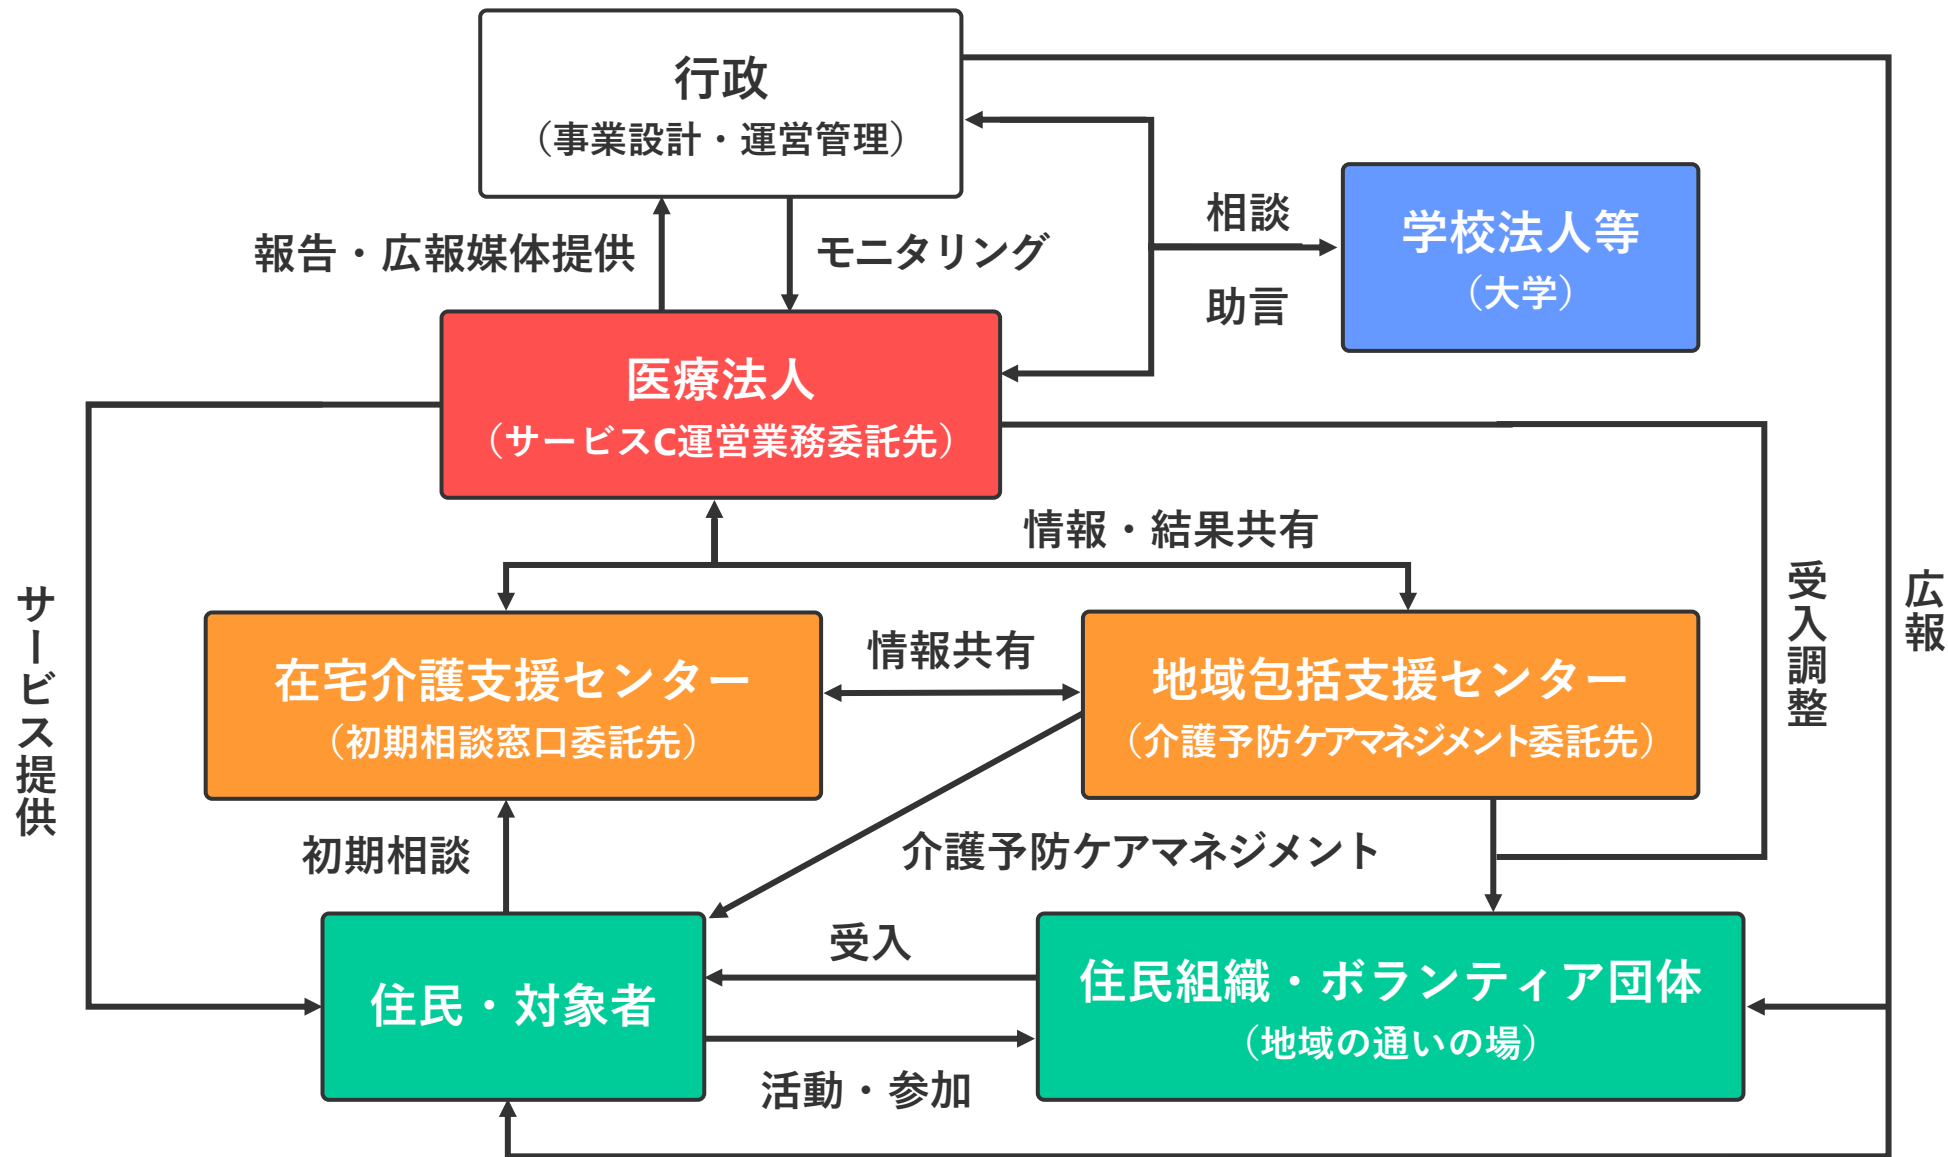 行政
（事業設計・運営管理）
報告・広報媒体提供
モニタリング
相談
助言
学校法人等
（大学）
医療法人
（サービスC運営業務委託先）
情報・結果共有
サービス提供
受入調整
広報
在宅介護支援センター
（初期相談窓口委託先）
情報共有
地域包括支援センター
（介護予防ケアマネジメント委託先）
初期相談
介護予防ケアマネジメント
受入
住民・対象者
住民組織・ボランティア団体
（地域の通いの場）
活動・参加